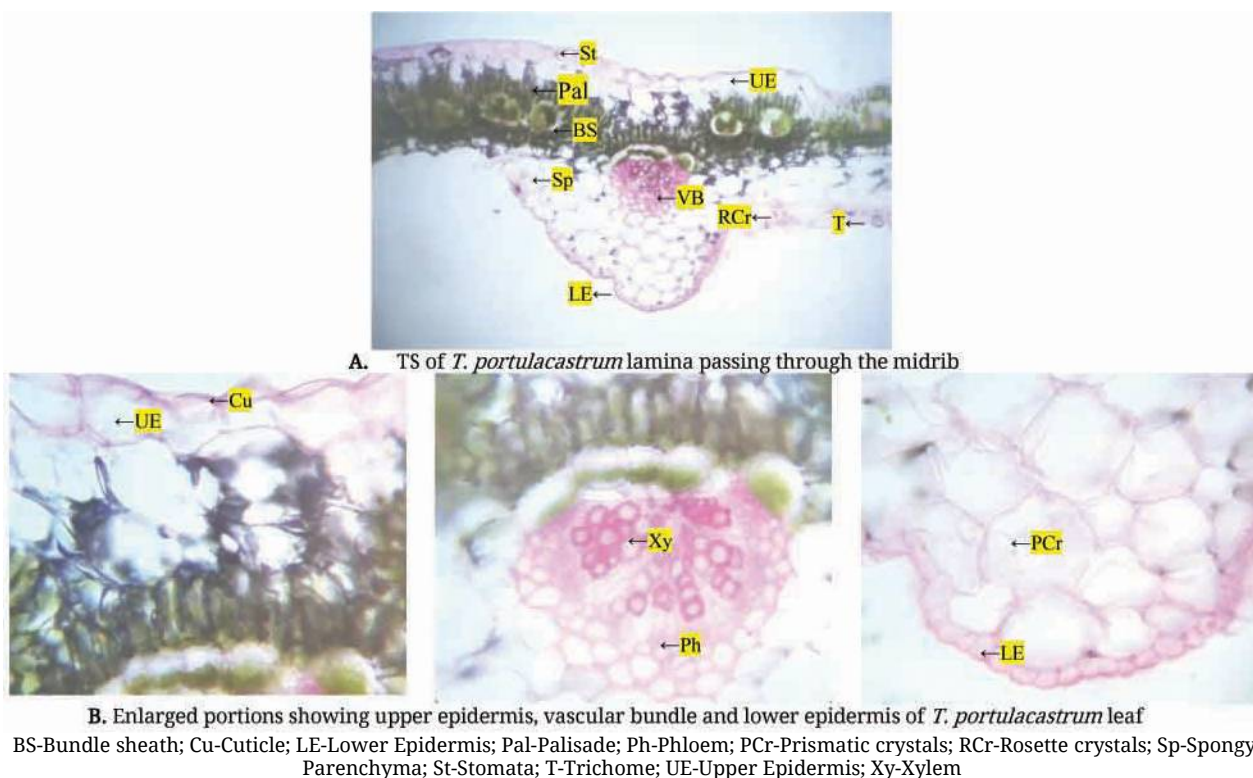 ←St
←UE
←Pal
←BS
←Sp
←VB
RCr→
T←
LE←
A. TS of T. portulacastrum lamina passing through the midrib
←Cu
←UE
←Xy
←PCr
←Ph
←LE
B. Enlarged portions showing upper epidermis, vascular bundle and lower epidermis of T. portulacastrum leaf
BS-Bundle sheath; Cu-Cuticle; LE-Lower Epidermis; Pal-Palisade; Ph-Phloem; PCr-Prismatic crystals; RCr-Rosette crystals; Sp-Spongy
Parenchyma; St-Stomata; T-Trichome; UE-Upper Epidermis; Xy-Xylem